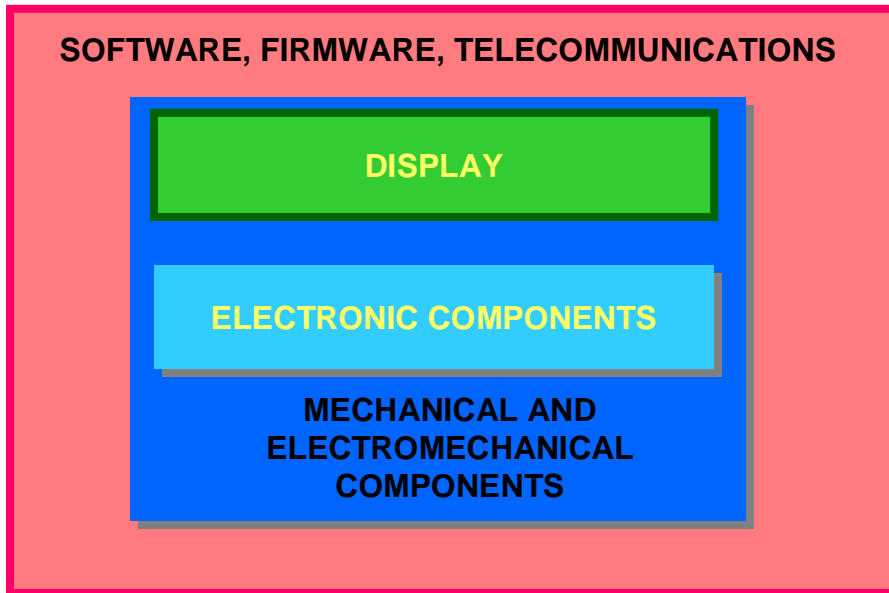 SOFTWARE, FIRMWARE, TELECOMMUNICATIONS
DISPLAY
ELECTRONIC COMPONENTS
MECHANICAL AND
ELECTROMECHANICAL
COMPONENTS